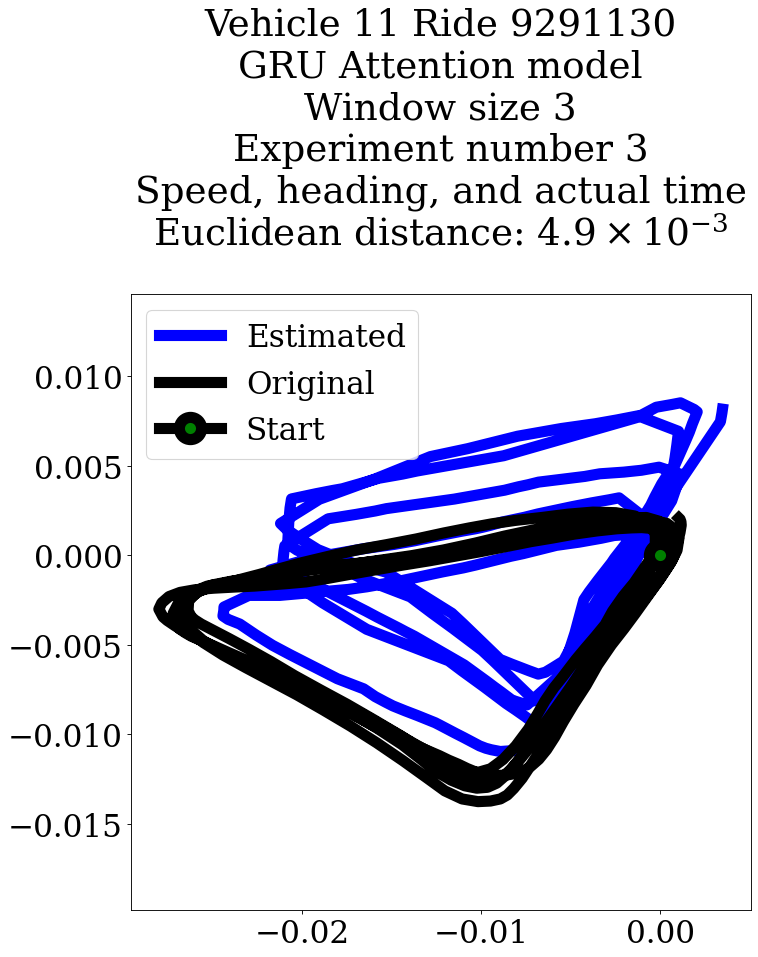 Vehicle 11 Ride 9291130
GRU Attention model
Window size 3
Experiment number 3
Speed, heading, and actual time
Euclidean distance: 4.9 × 10⁻³
Estimated
Original
Start
0.010
0.005
0.000
−0.005
−0.010
−0.015
−0.02
−0.01
0.00